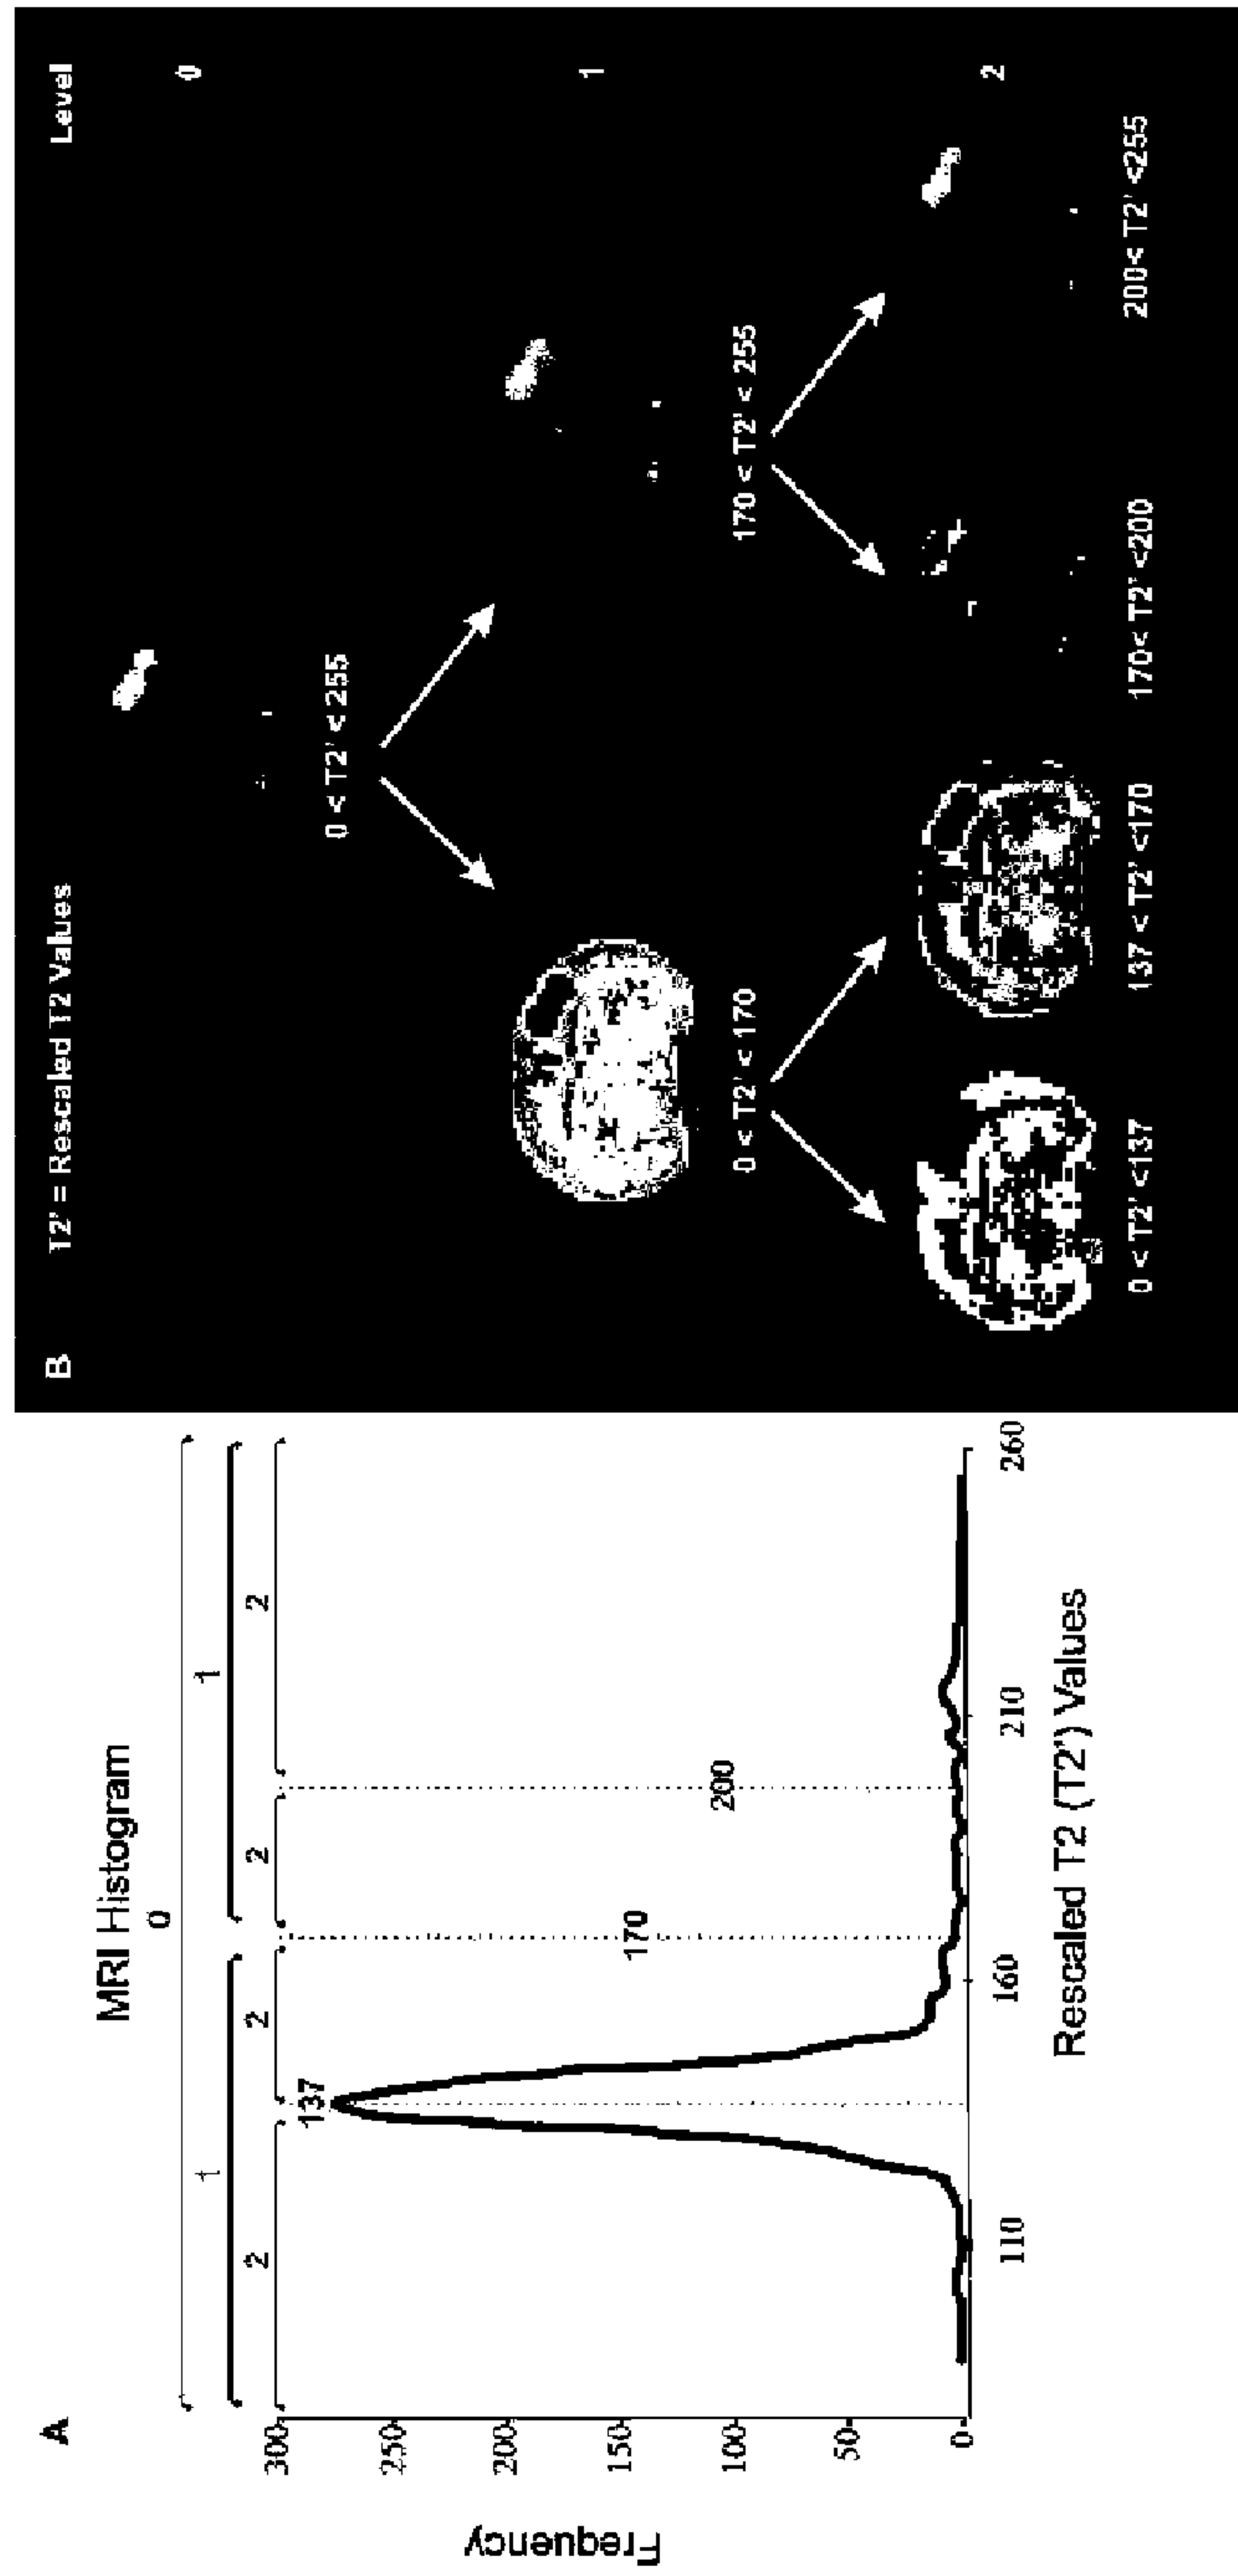 A
MRI Histogram
0
1 1
2 2 2 2
137
170
200
300
250
200
150
100
50
0
Frequency
110 160 210 260
Rescaled T2 (T2') Values
B T2' = Rescaled T2 Values Level
0
0 < T2' < 255
1
0 < T2' < 170 170 < T2' < 255
2
0 < T2' <137 137 < T2' <170 170< T2' <200 200< T2' <255